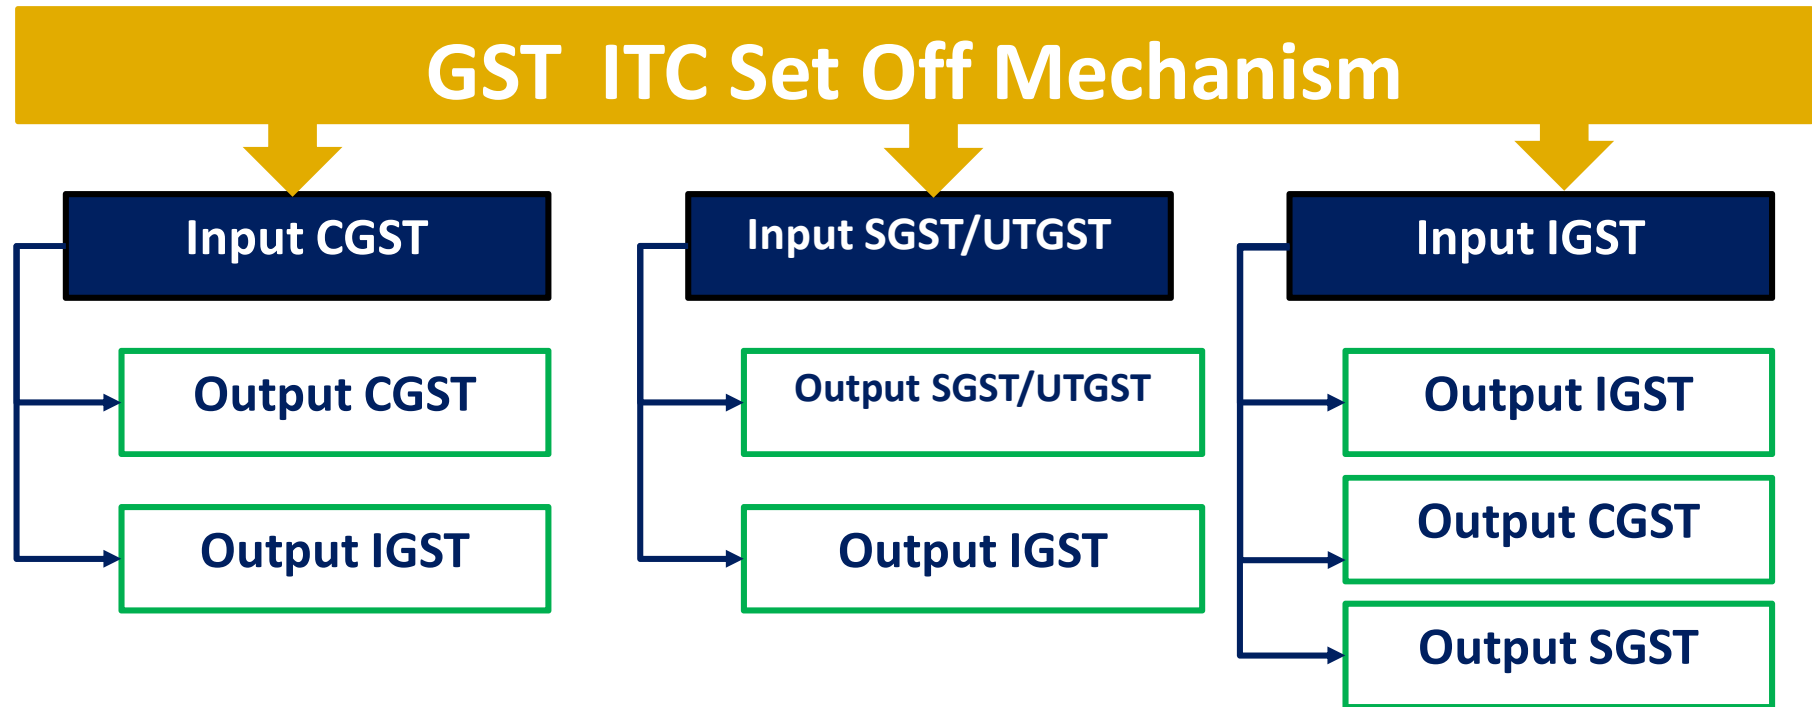 GST ITC Set Off Mechanism
Input CGST
Output CGST
Output IGST
Input SGST/UTGST
Output SGST/UTGST
Output IGST
Input IGST
Output IGST
Output CGST
Output SGST